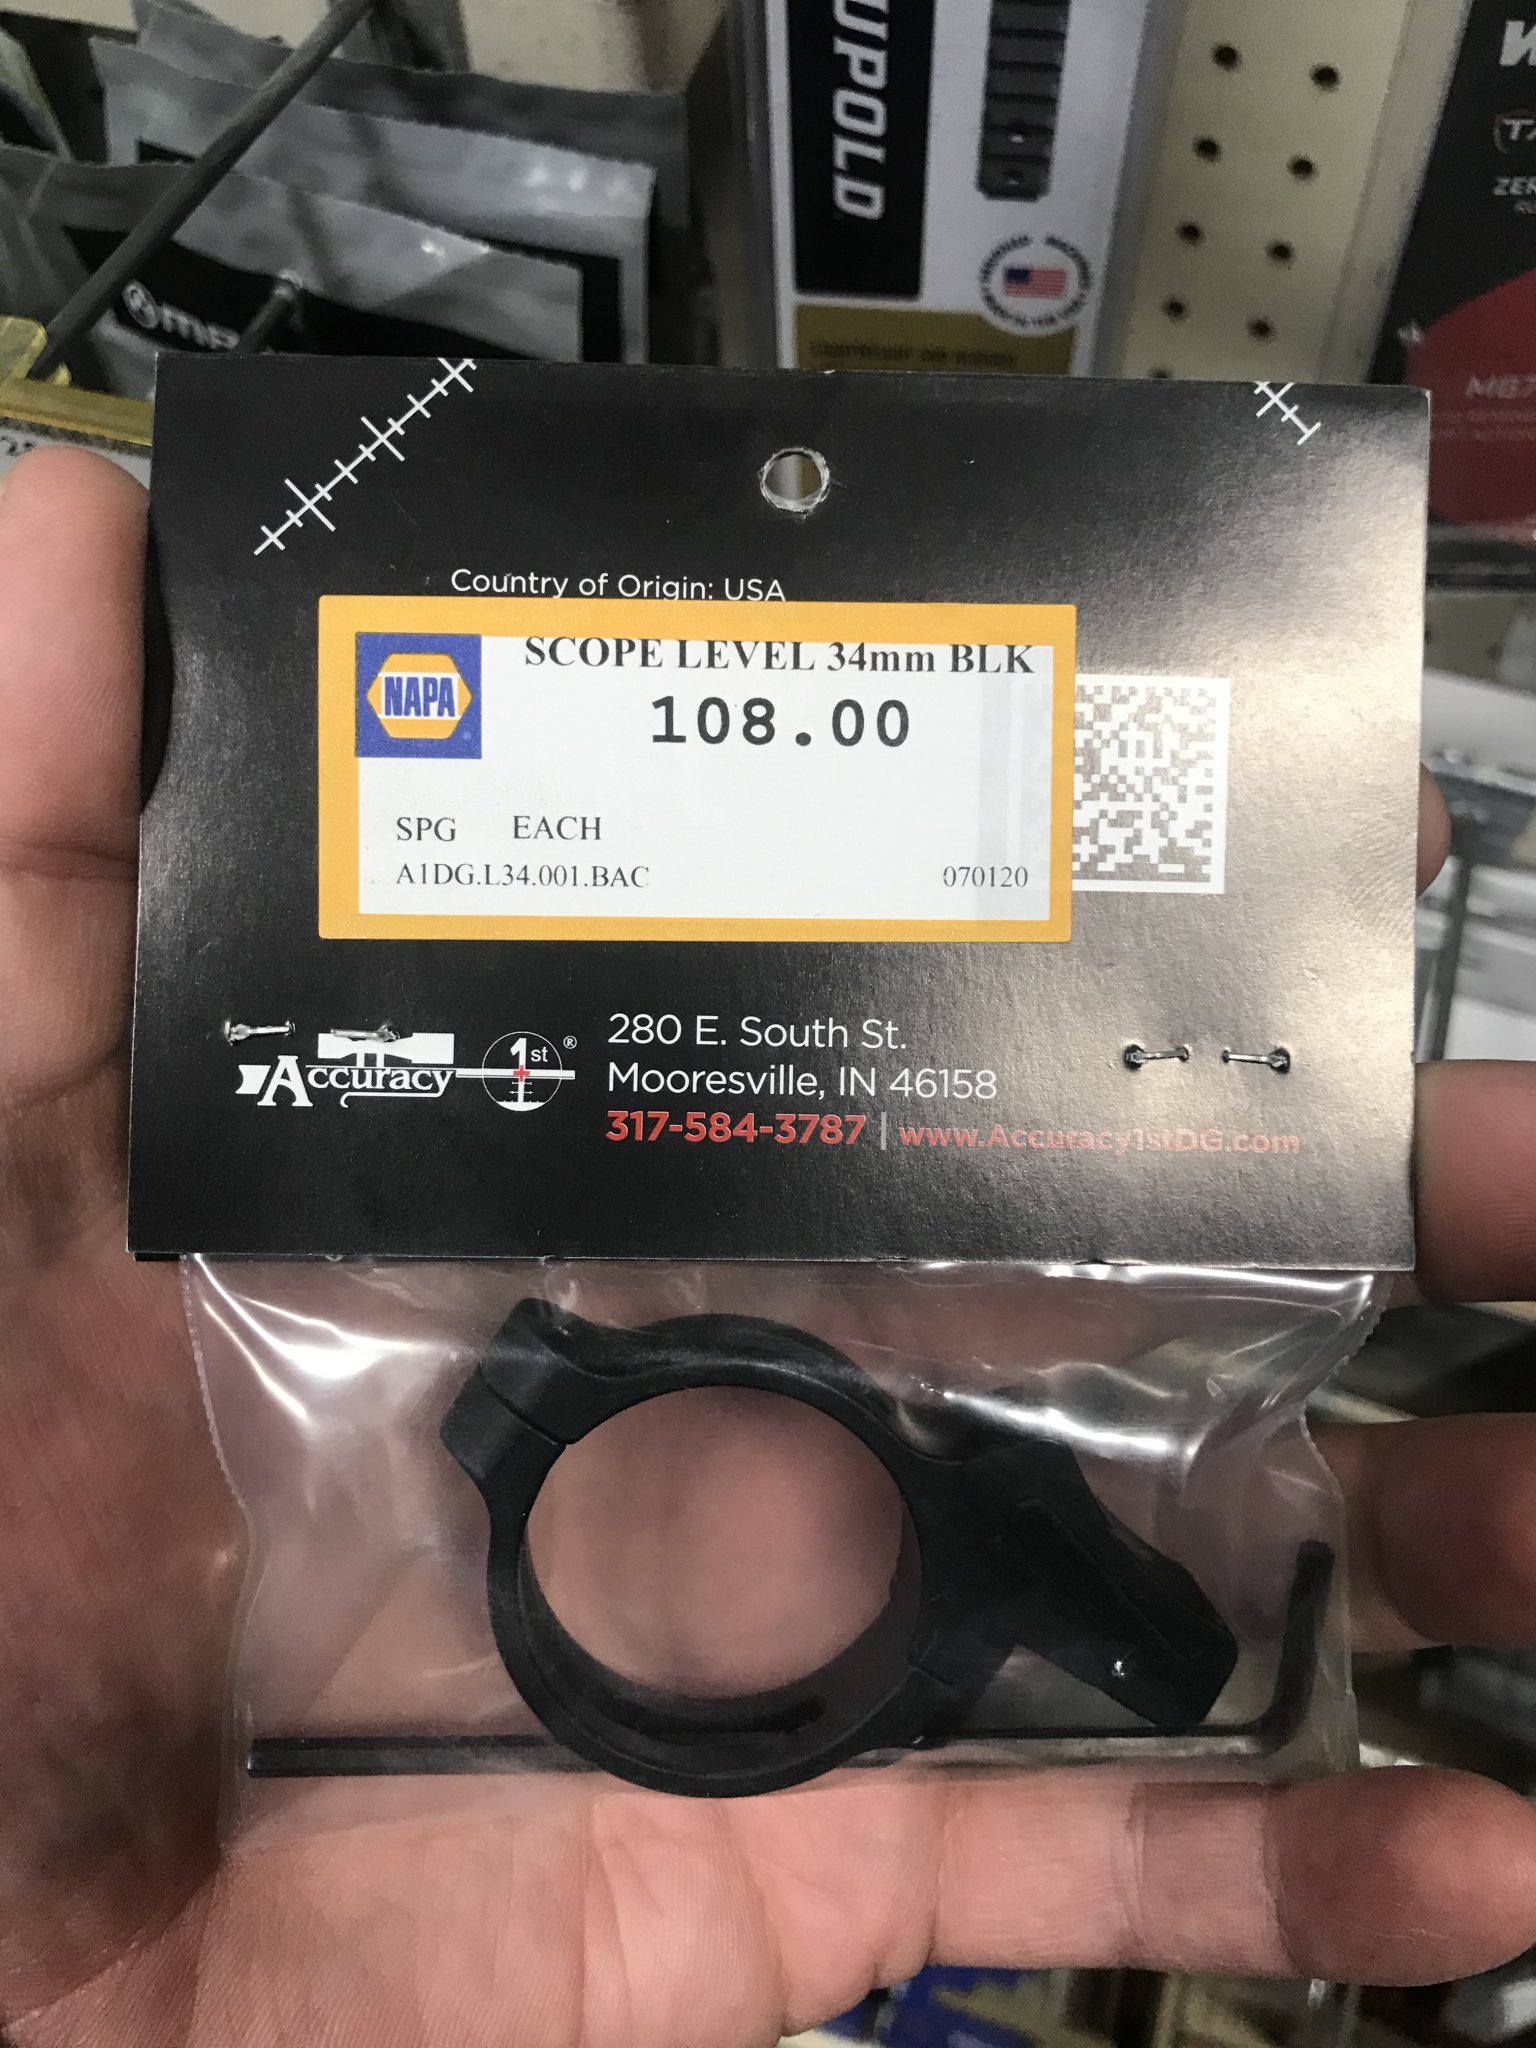 UPOLD
Country of Origin: USA
NAPA
SCOPE LEVEL 34mm BLK
108.00
SPG EACH
A1DG.L34.001.BAC 070120
Accuracy 1st ®
280 E. South St.
Mooresville, IN 46158
317-584-3787 | www.Accuracy1stDG.com